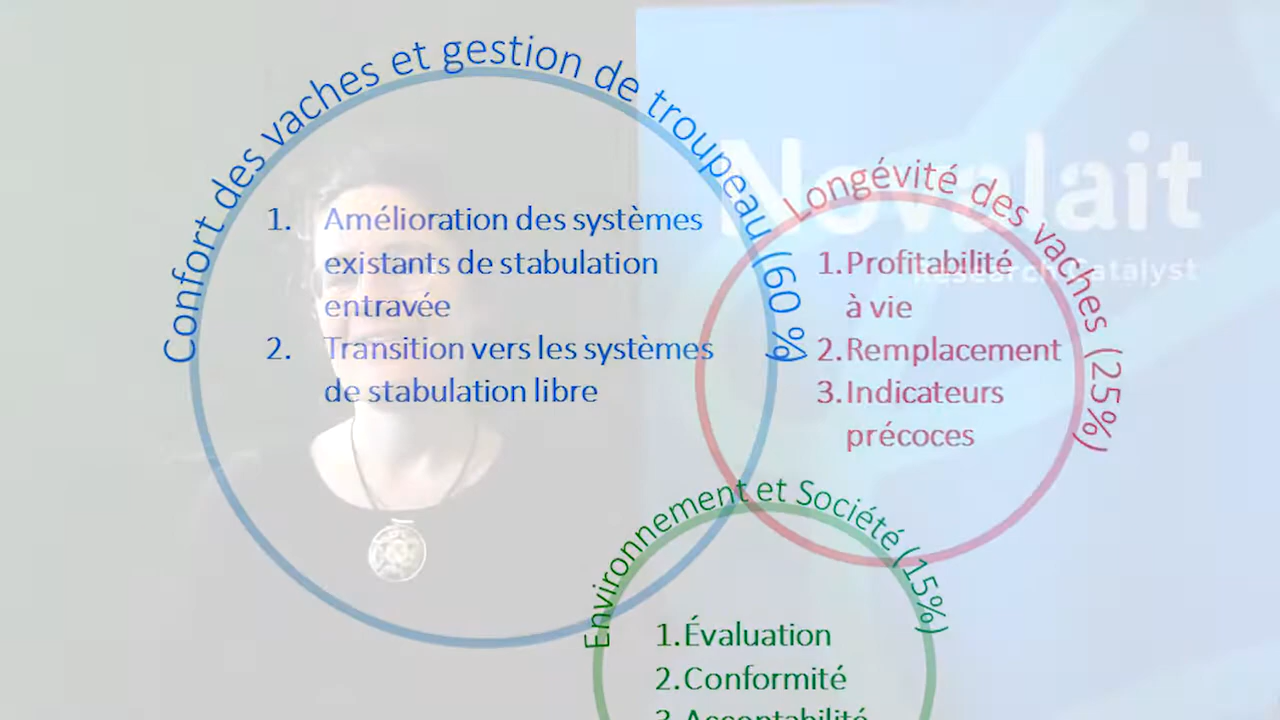 Confort des vaches et gestion de troupeau (60 %)
1. Amélioration des systèmes
existants de stabulation
entravée
2. Transition vers les systèmes
de stabulation libre
Novalait
Research Catalyst
Longévité des vaches (25%)
1.Profitabilité
à vie
2.Remplacement
3.Indicateurs
précoces
Environnement et Société (15%)
1.Évaluation
2.Conformité
3.Acceptabilité